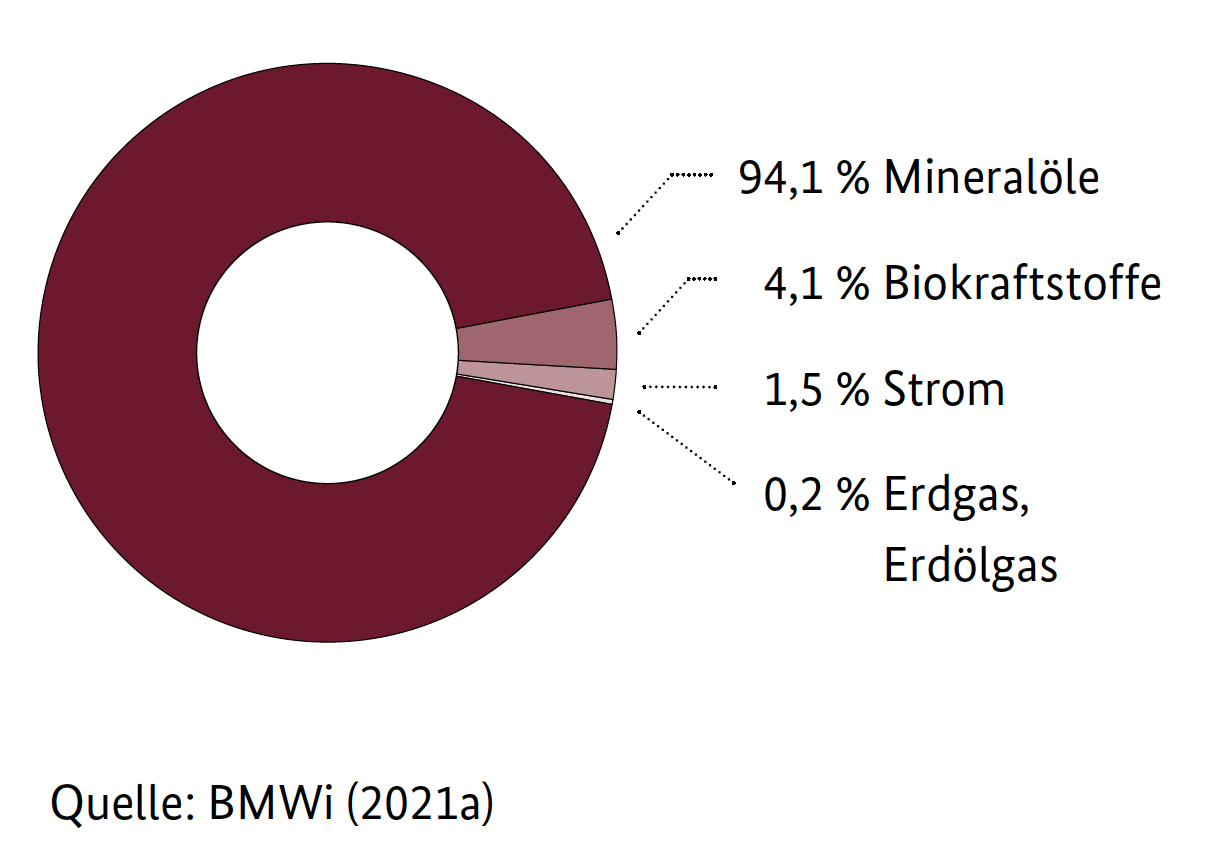 94,1 % Mineralöle
4,1 % Biokraftstoffe
1,5 % Strom
0,2 % Erdgas,
Erdölgas
Quelle: BMWi (2021a)